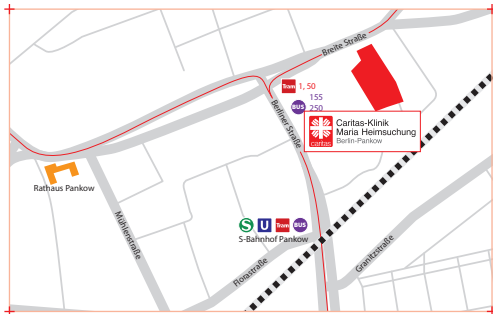 Breite Straße
Tram 1, 50
155
BUS 250
Berliner Straße
Caritas-Klinik
Maria Heimsuchung
Berlin-Pankow
caritas
Rathaus Pankow
Mühlenstraße
S U Tram BUS
S-Bahnhof Pankow
Florastraße
Granitzstraße